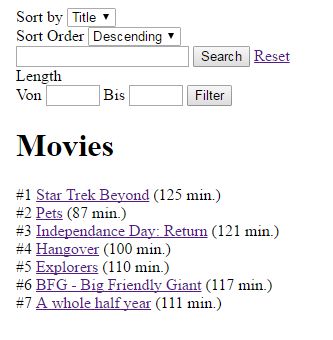 Sort by Title
Sort Order Descending
Search Reset
Length
Von Bis Filter
Movies
#1 Star Trek Beyond (125 min.)
#2 Pets (87 min.)
#3 Independance Day: Return (121 min.)
#4 Hangover (100 min.)
#5 Explorers (110 min.)
#6 BFG - Big Friendly Giant (117 min.)
#7 A whole half year (111 min.)